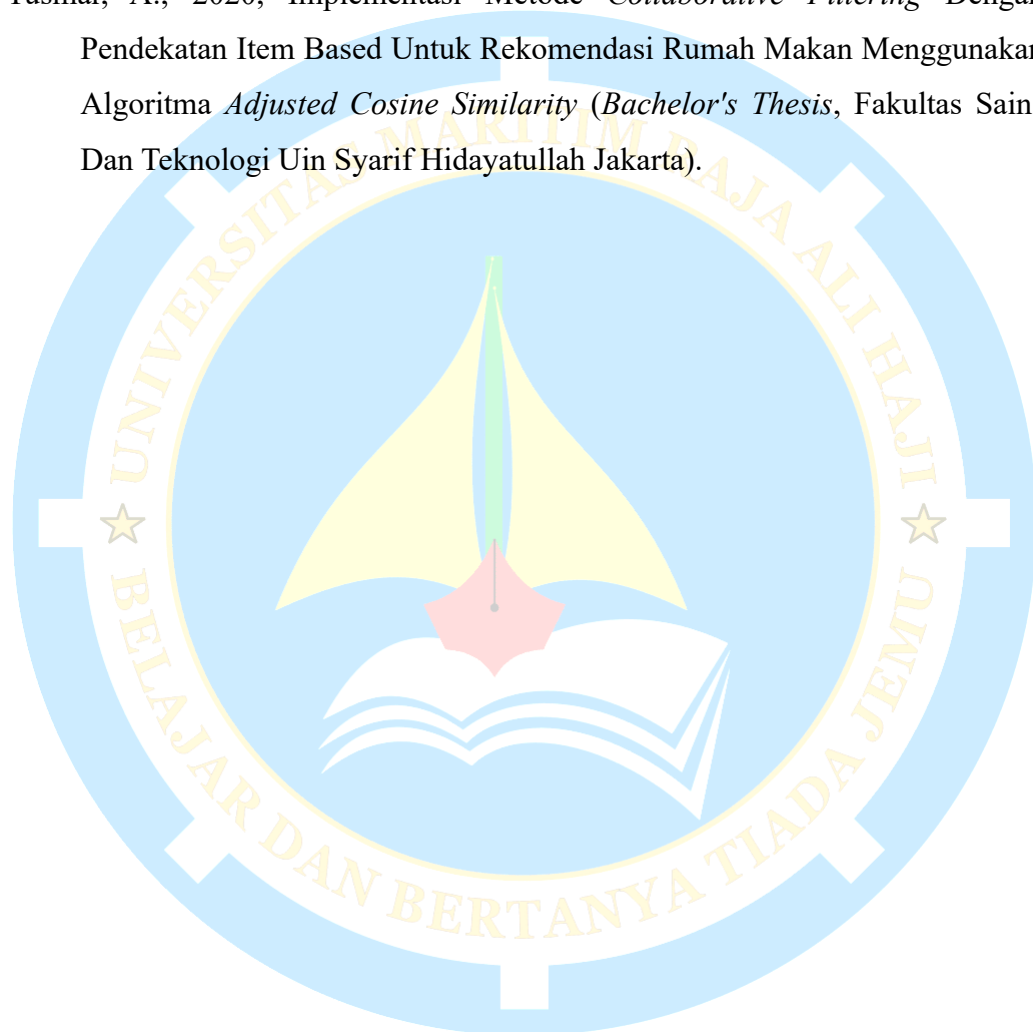 A., 2020, Implementasi Metode Collaborative Filtering Dengan
Pendekatan Item Based Untuk Rekomendasi Rumah Makan Menggunakan
Algoritma Adjusted Cosine Similarity (Bachelor's Thesis, Fakultas Sain
Dan Teknologi Uin Syarif Hidayatullah Jakarta).
UNIVERSITAS MARITIM RAJA ALI HAJI
BELAJAR DAN BERTANYA TIADA JEMU